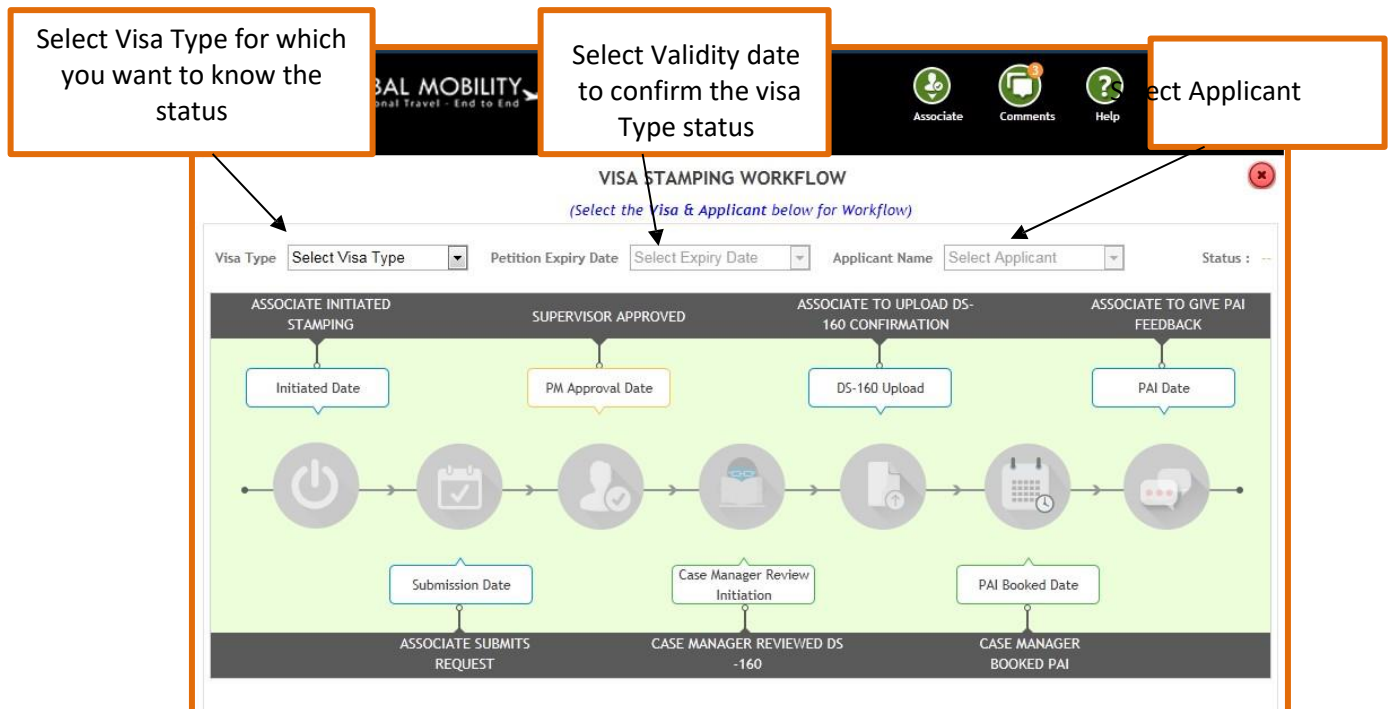 Select Visa Type for which
you want to know the
status
Select Validity date
to confirm the visa
Type status
BAL MOBILITY
onal Travel - End to End
Associate
3
Comments
Help
ect Applicant
VISA STAMPING WORKFLOW
(Select the Visa & Applicant below for Workflow)
Visa Type Select Visa Type Petition Expiry Date Select Expiry Date Applicant Name Select Applicant Status : --
ASSOCIATE INITIATED
STAMPING
SUPERVISOR APPROVED
ASSOCIATE TO UPLOAD DS-
160 CONFIRMATION
ASSOCIATE TO GIVE PAI
FEEDBACK
Initiated Date
PM Approval Date
DS-160 Upload
PAI Date
Submission Date
Case Manager Review
Initiation
PAI Booked Date
ASSOCIATE SUBMITS
REQUEST
CASE MANAGER REVIEWED DS
-160
CASE MANAGER
BOOKED PAI